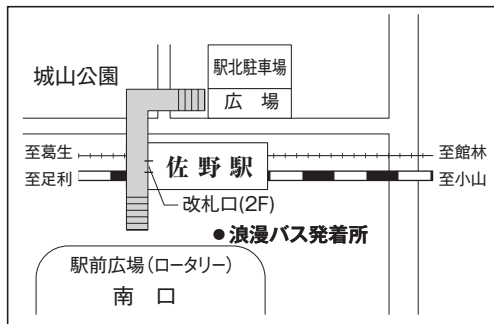 城山公園
駅北駐車場
広場
至葛生
至館林
佐野駅
至足利
至小山
改札口(2F)
●浪漫バス発着所
駅前広場(ロータリー)
南口